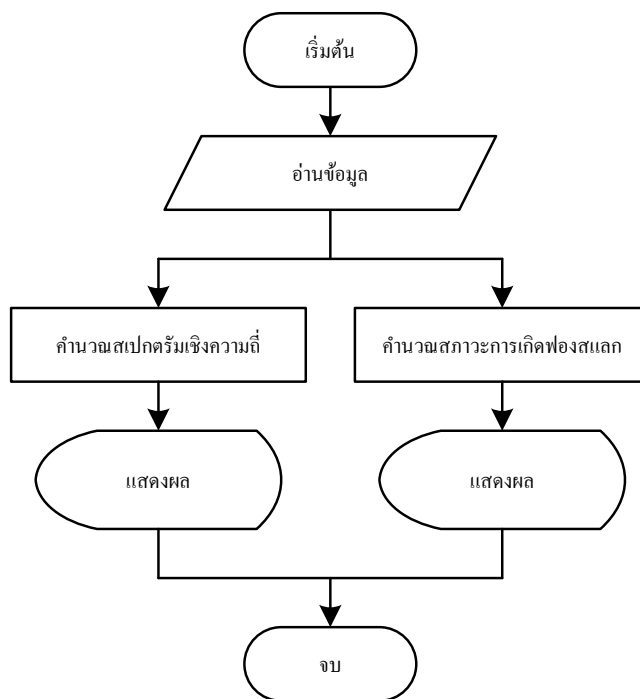 เริ่มต้น
อ่านข้อมูล
คำนวณสเปกตรัมเชิงความถี่
คำนวณสภาวะการเกิดฟองสแลก
แสดงผล
แสดงผล
จบ